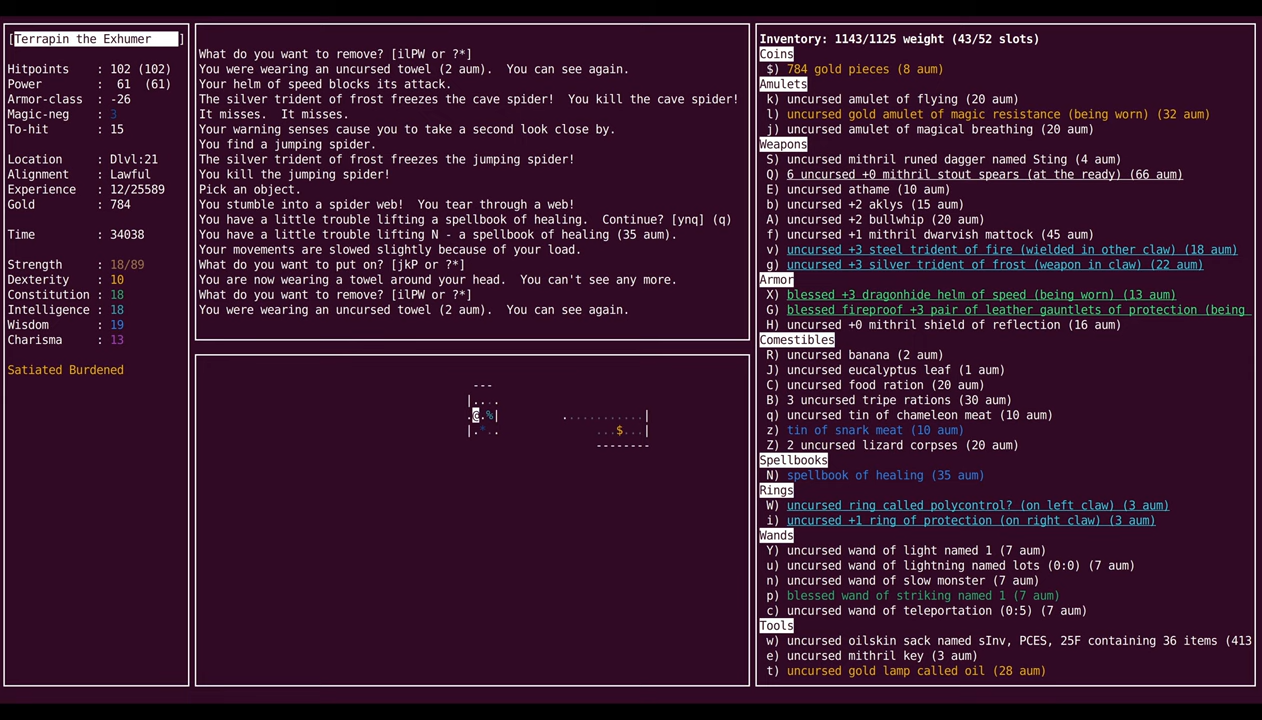 [Terrapin the Exhumer ]
Hitpoints : 102 (102)
Power : 61 (61)
Armor-class : -26
Magic-neg : 3
To-hit : 15
Location : Dlvl:21
Alignment : Lawful
Experience : 12/25589
Gold : 784
Time : 34038
Strength : 18/89
Dexterity : 10
Constitution : 18
Intelligence : 18
Wisdom : 19
Charisma : 13
Satiated Burdened
What do you want to remove? [ilPW or ?*]
You were wearing an uncursed towel (2 aum).  You can see again.
Your helm of speed blocks its attack.
The silver trident of frost freezes the cave spider!  You kill the cave spider!
It misses.  It misses.
Your warning senses cause you to take a second look close by.
You find a jumping spider.
The silver trident of frost freezes the jumping spider!
You kill the jumping spider!
Pick an object.
You stumble into a spider web!  You tear through a web!
You have a little trouble lifting a spellbook of healing.  Continue? [ynq] (q)
You have a little trouble lifting N - a spellbook of healing (35 aum).
Your movements are slowed slightly because of your load.
What do you want to put on? [jkP or ?*]
You are now wearing a towel around your head.  You can't see any more.
What do you want to remove? [ilPW or ?*]
You were wearing an uncursed towel (2 aum).  You can see again.
---
|....
.@.%|          ...........|
|.*..             ...$...|
--------
Inventory: 1143/1125 weight (43/52 slots)
Coins
$) 784 gold pieces (8 aum)
Amulets
k) uncursed amulet of flying (20 aum)
l) uncursed gold amulet of magic resistance (being worn) (32 aum)
j) uncursed amulet of magical breathing (20 aum)
Weapons
S) uncursed mithril runed dagger named Sting (4 aum)
Q) 6 uncursed +0 mithril stout spears (at the ready) (66 aum)
E) uncursed athame (10 aum)
b) uncursed +2 aklys (15 aum)
A) uncursed +2 bullwhip (20 aum)
f) uncursed +1 mithril dwarvish mattock (45 aum)
v) uncursed +3 steel trident of fire (wielded in other claw) (18 aum)
g) uncursed +3 silver trident of frost (weapon in claw) (22 aum)
Armor
X) blessed +3 dragonhide helm of speed (being worn) (13 aum)
G) blessed fireproof +3 pair of leather gauntlets of protection (being
H) uncursed +0 mithril shield of reflection (16 aum)
Comestibles
R) uncursed banana (2 aum)
J) uncursed eucalyptus leaf (1 aum)
C) uncursed food ration (20 aum)
B) 3 uncursed tripe rations (30 aum)
q) uncursed tin of chameleon meat (10 aum)
z) tin of snark meat (10 aum)
Z) 2 uncursed lizard corpses (20 aum)
Spellbooks
N) spellbook of healing (35 aum)
Rings
W) uncursed ring called polycontrol? (on left claw) (3 aum)
i) uncursed +1 ring of protection (on right claw) (3 aum)
Wands
Y) uncursed wand of light named 1 (7 aum)
u) uncursed wand of lightning named lots (0:0) (7 aum)
n) uncursed wand of slow monster (7 aum)
p) blessed wand of striking named 1 (7 aum)
c) uncursed wand of teleportation (0:5) (7 aum)
Tools
w) uncursed oilskin sack named sInv, PCES, 25F containing 36 items (413
e) uncursed mithril key (3 aum)
t) uncursed gold lamp called oil (28 aum)